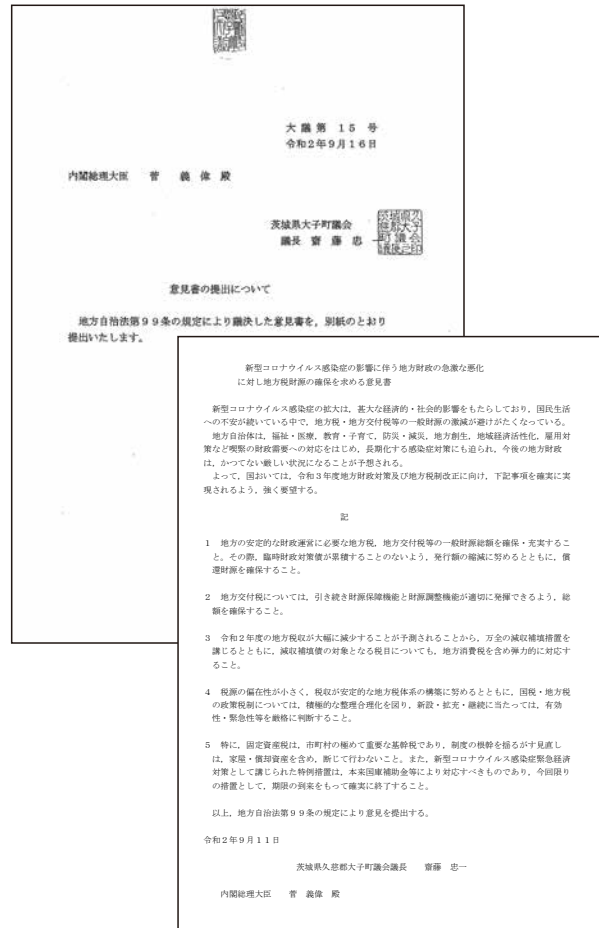 大議第15号
令和2年9月16日
内閣総理大臣 菅 義偉 殿
茨城県大子町議会
議長 齋藤 忠一
意見書の提出について
地方自治法第99条の規定により議決した意見書を，別紙のとおり
提出いたします。
新型コロナウイルス感染症の影響に伴う地方財政の急激な悪化
に対し地方税財源の確保を求める意見書
新型コロナウイルス感染症の拡大は，甚大な経済的・社会的影響をもたらしており，国民生活
への不安が続いている中で，地方税・地方交付税等の一般財源の激減が避けがたくなっている。
地方自治体は，福祉・医療，教育・子育て，防災・減災，地方創生，地域経済活性化，雇用対
策など喫緊の財政需要への対応をはじめ，長期化する感染症対策にも迫られ，今後の地方財政
は，かつてない厳しい状況になることが予想される。
よって，国においては，令和3年度地方財政対策及び地方税制改正に向け，下記事項を確実に実
現されるよう，強く要望する。
記
1 地方の安定的な財政運営に必要な地方税，地方交付税等の一般財源総額を確保・充実するこ
と。その際，臨時財政対策債が累積することのないよう，発行額の縮減に努めるとともに，償
還財源を確保すること。
2 地方交付税については，引き続き財源保障機能と財源調整機能が適切に発揮できるよう，総
額を確保すること。
3 令和2年度の地方税収が大幅に減少することが予測されることから，万全の減収補填措置を
講じるとともに，減収補填債の対象となる税目についても，地方消費税を含め弾力的に対応す
ること。
4 税源の偏在性が小さく，税収が安定的な地方税体系の構築に努めるとともに，国税・地方税
の政策税制については，積極的な整理合理化を図り，新設・拡充・継続に当たっては，有効
性・緊急性等を厳格に判断すること。
5 特に，固定資産税は，市町村の極めて重要な基幹税であり，制度の根幹を揺るがす見直し
は，家屋・償却資産を含め，断じて行わないこと。また，新型コロナウイルス感染症緊急経済
対策として講じられた特例措置は，本来国庫補助金等により対応すべきものであり，今回限り
の措置として，期限の到来をもって確実に終了すること。
以上，地方自治法第99条の規定により意見を提出する。
令和2年9月11日
茨城県久慈郡大子町議会議長 齋藤 忠一
内閣総理大臣 菅 義偉 殿